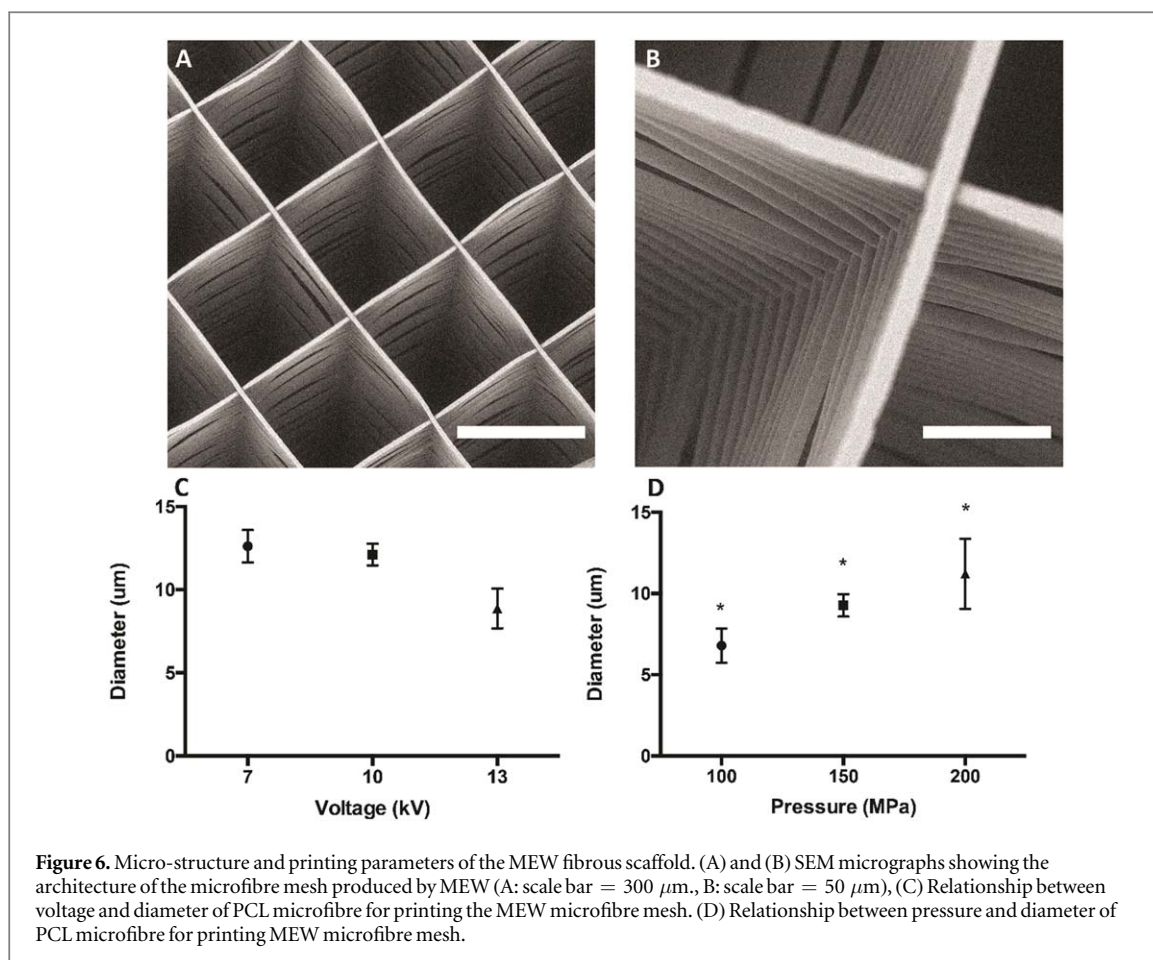 A
B
C
D
15
10
5
0
Diameter (um)
7
10
13
Voltage (kV)
15
10
5
0
Diameter (um)
*
*
*
100
150
200
Pressure (MPa)
Figure 6. Micro-structure and printing parameters of the MEW fibrous scaffold. (A) and (B) SEM micrographs showing the
architecture of the microfibre mesh produced by MEW (A: scale bar = 300 μm., B: scale bar = 50 μm), (C) Relationship between
voltage and diameter of PCL microfibre for printing the MEW microfibre mesh. (D) Relationship between pressure and diameter of
PCL microfibre for printing MEW microfibre mesh.